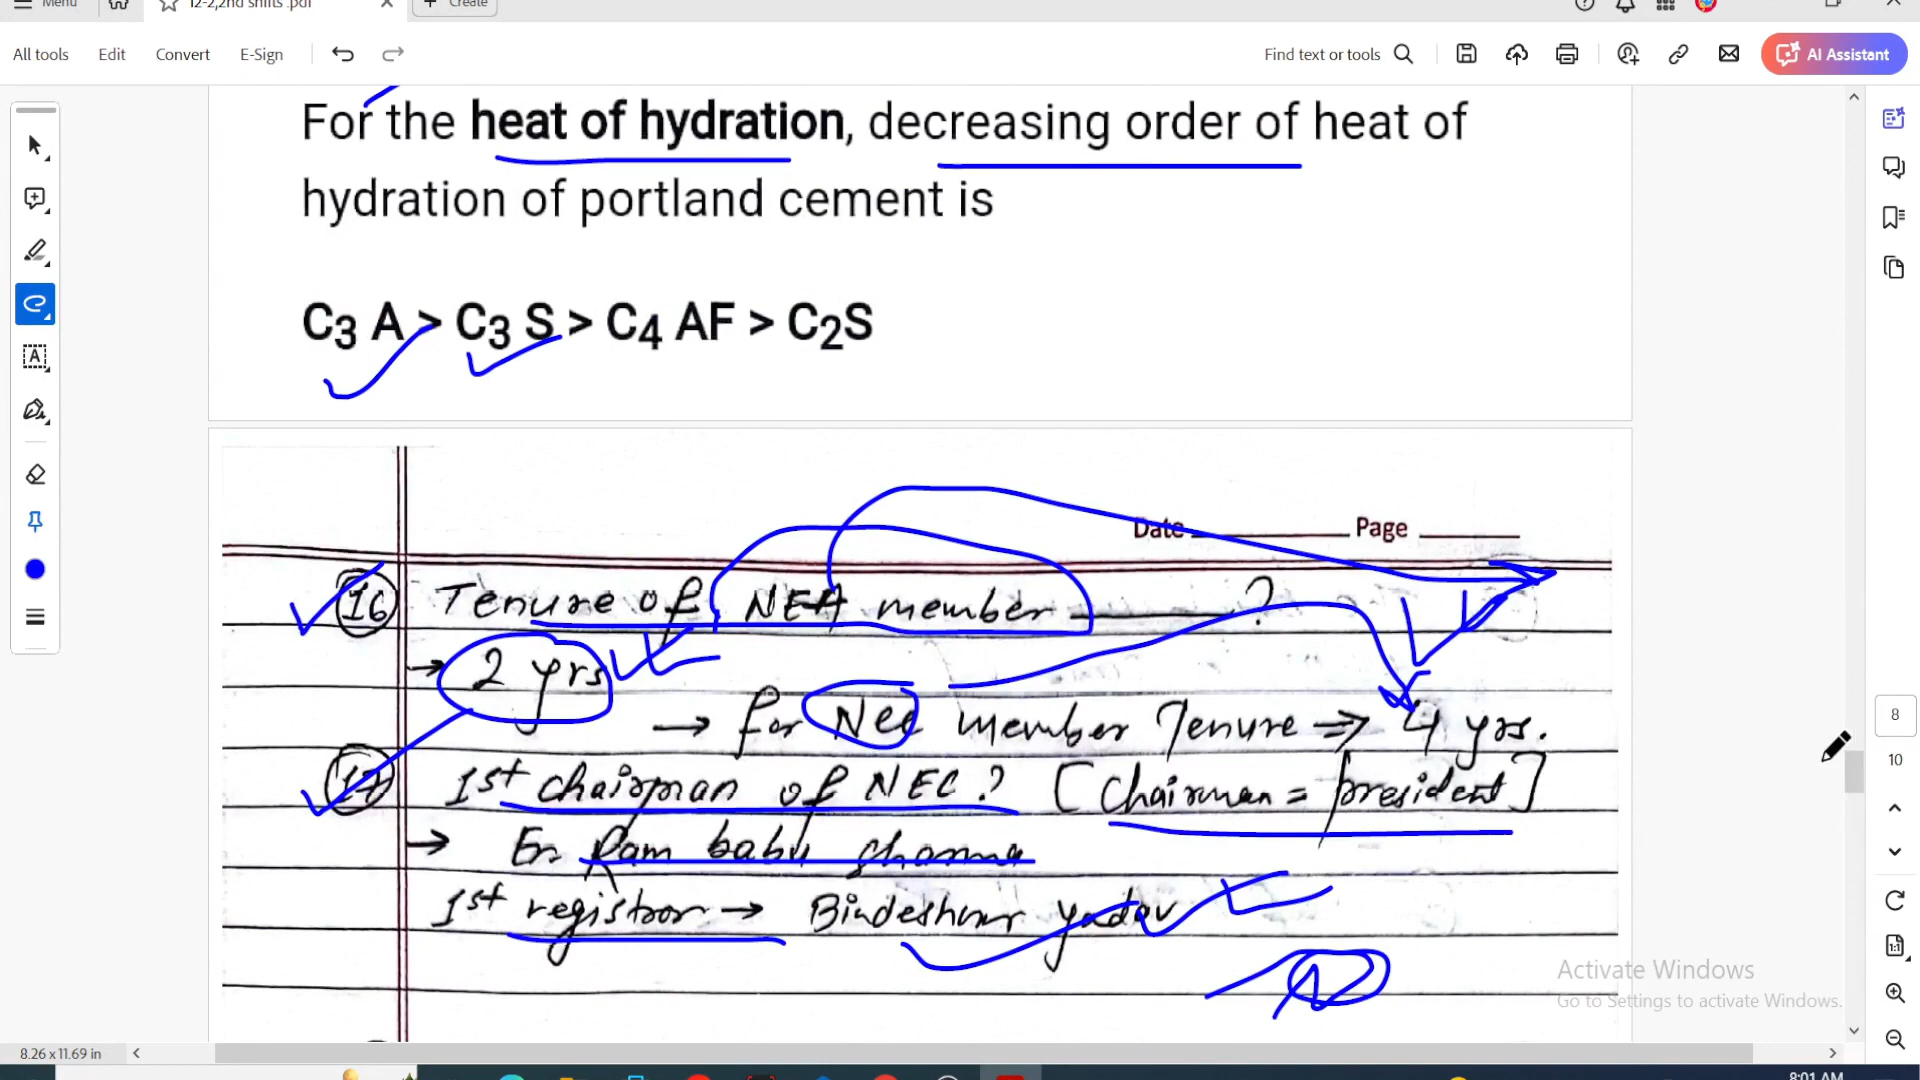 Menu
12-2,2nd shifts .pdf
Create
All tools Edit Convert E-Sign Find text or tools AI Assistant
For the heat of hydration, decreasing order of heat of
hydration of portland cement is
C3 A > C3 S > C4 AF > C2S
Date Page
16 Tenure of NEA member ?
→ 2 yrs
→ for Nec member Tenure ⇒ 4 yrs.
17 1st chairman of NEC? [Chairman = president]
→ Er. Ram babu sharma
1st registrar → Bindeshwar yadav
8
10
Activate Windows
Go to Settings to activate Windows.
8.26 x 11.69 in
8:01 AM